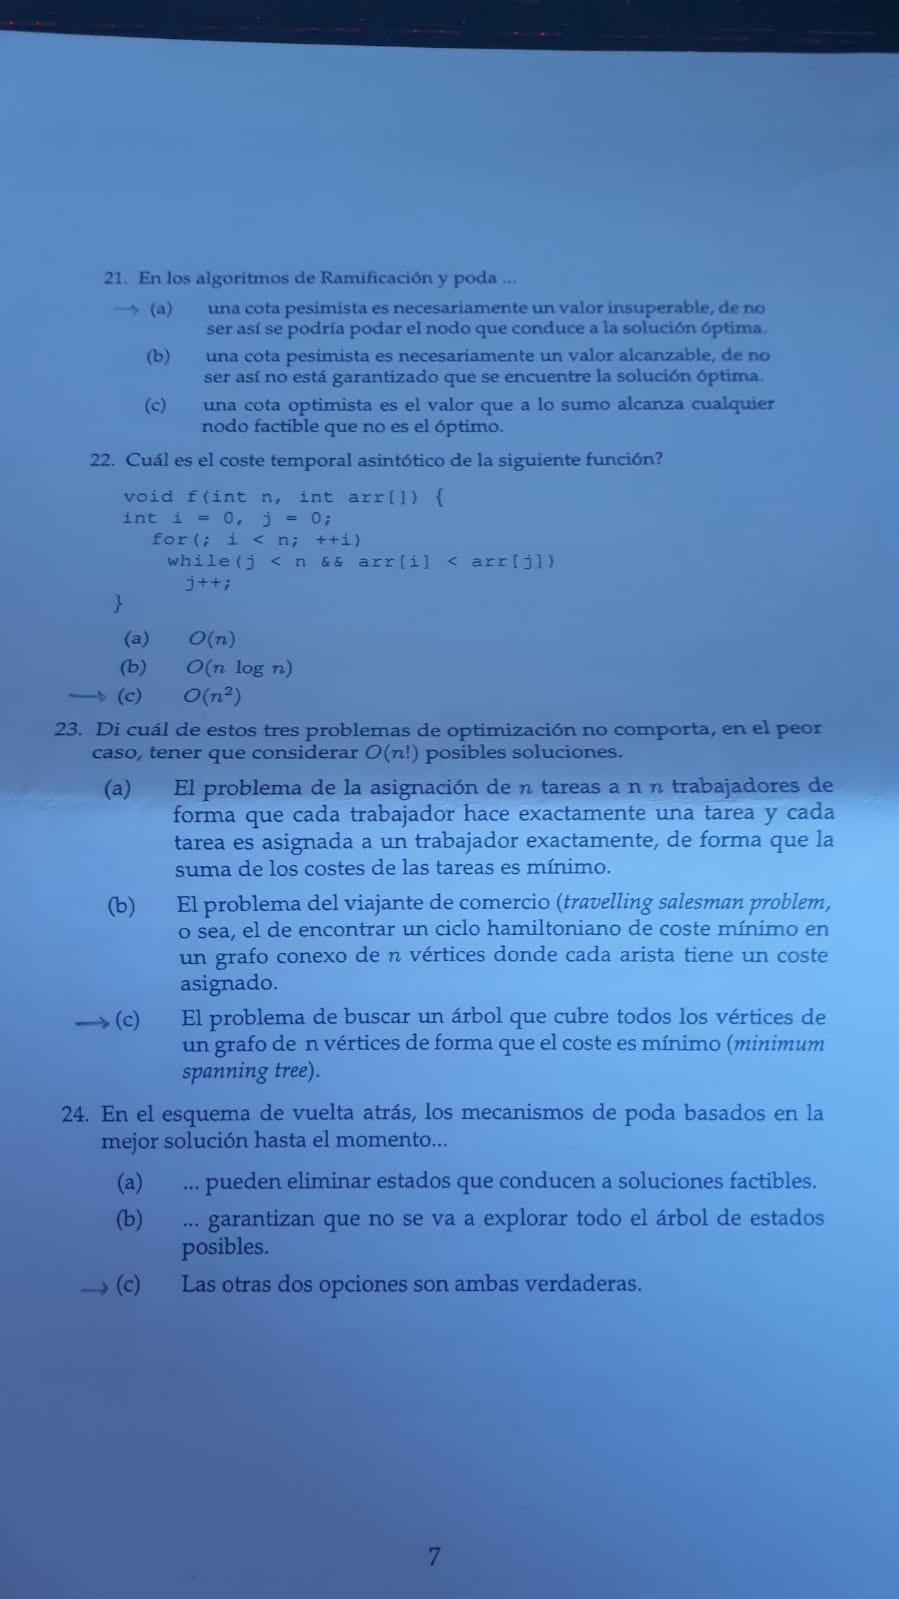 21. En los algoritmos de Ramificación y poda ...
→ (a) una cota pesimista es necesariamente un valor insuperable, de no
ser así se podría podar el nodo que conduce a la solución óptima.
(b) una cota pesimista es necesariamente un valor alcanzable, de no
ser así no está garantizado que se encuentre la solución óptima.
(c) una cota optimista es el valor que a lo sumo alcanza cualquier
nodo factible que no es el óptimo.
22. Cuál es el coste temporal asintótico de la siguiente función?
void f(int n, int arr[]) {
int i = 0, j = 0;
for(; i < n; ++i)
while(j < n && arr[i] < arr[j])
j++;
}
(a) O(n)
(b) O(n log n)
→ (c) O(n²)
23. Di cuál de estos tres problemas de optimización no comporta, en el peor
caso, tener que considerar O(n!) posibles soluciones.
(a) El problema de la asignación de n tareas a n n trabajadores de
forma que cada trabajador hace exactamente una tarea y cada
tarea es asignada a un trabajador exactamente, de forma que la
suma de los costes de las tareas es mínimo.
(b) El problema del viajante de comercio (travelling salesman problem,
o sea, el de encontrar un ciclo hamiltoniano de coste mínimo en
un grafo conexo de n vértices donde cada arista tiene un coste
asignado.
→ (c) El problema de buscar un árbol que cubre todos los vértices de
un grafo de n vértices de forma que el coste es mínimo (minimum
spanning tree).
24. En el esquema de vuelta atrás, los mecanismos de poda basados en la
mejor solución hasta el momento...
(a) ... pueden eliminar estados que conducen a soluciones factibles.
(b) ... garantizan que no se va a explorar todo el árbol de estados
posibles.
→ (c) Las otras dos opciones son ambas verdaderas.
7